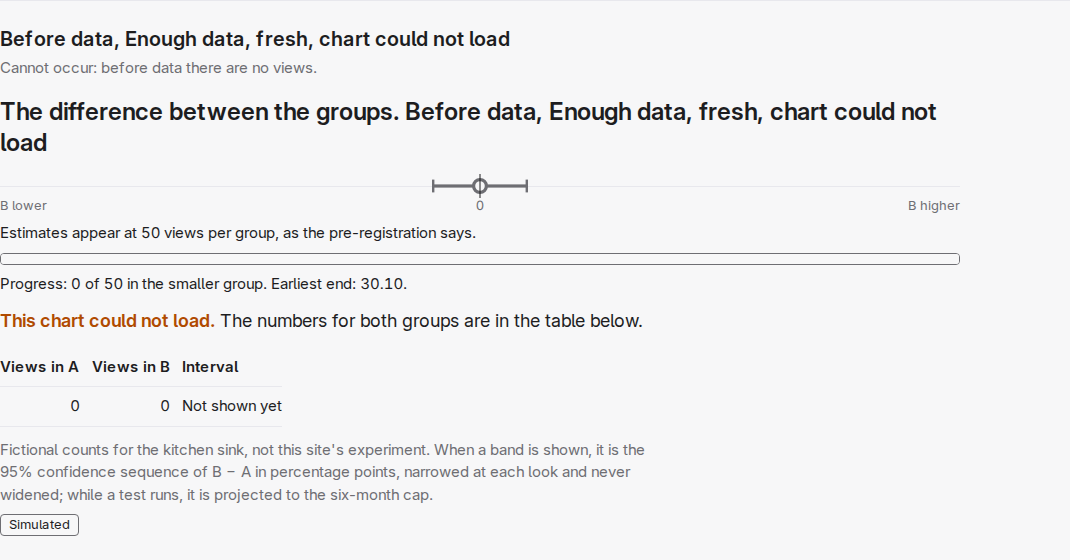 Before data, Enough data, fresh, chart could not load
Cannot occur: before data there are no views.
The difference between the groups. Before data, Enough data, fresh, chart could not
load
B lower
0
B higher
Estimates appear at 50 views per group, as the pre-registration says.
Progress: 0 of 50 in the smaller group. Earliest end: 30.10.
This chart could not load. The numbers for both groups are in the table below.
Views in A Views in B Interval
0 0 Not shown yet
Fictional counts for the kitchen sink, not this site's experiment. When a band is shown, it is the
95% confidence sequence of B − A in percentage points, narrowed at each look and never
widened; while a test runs, it is projected to the six-month cap.
Simulated